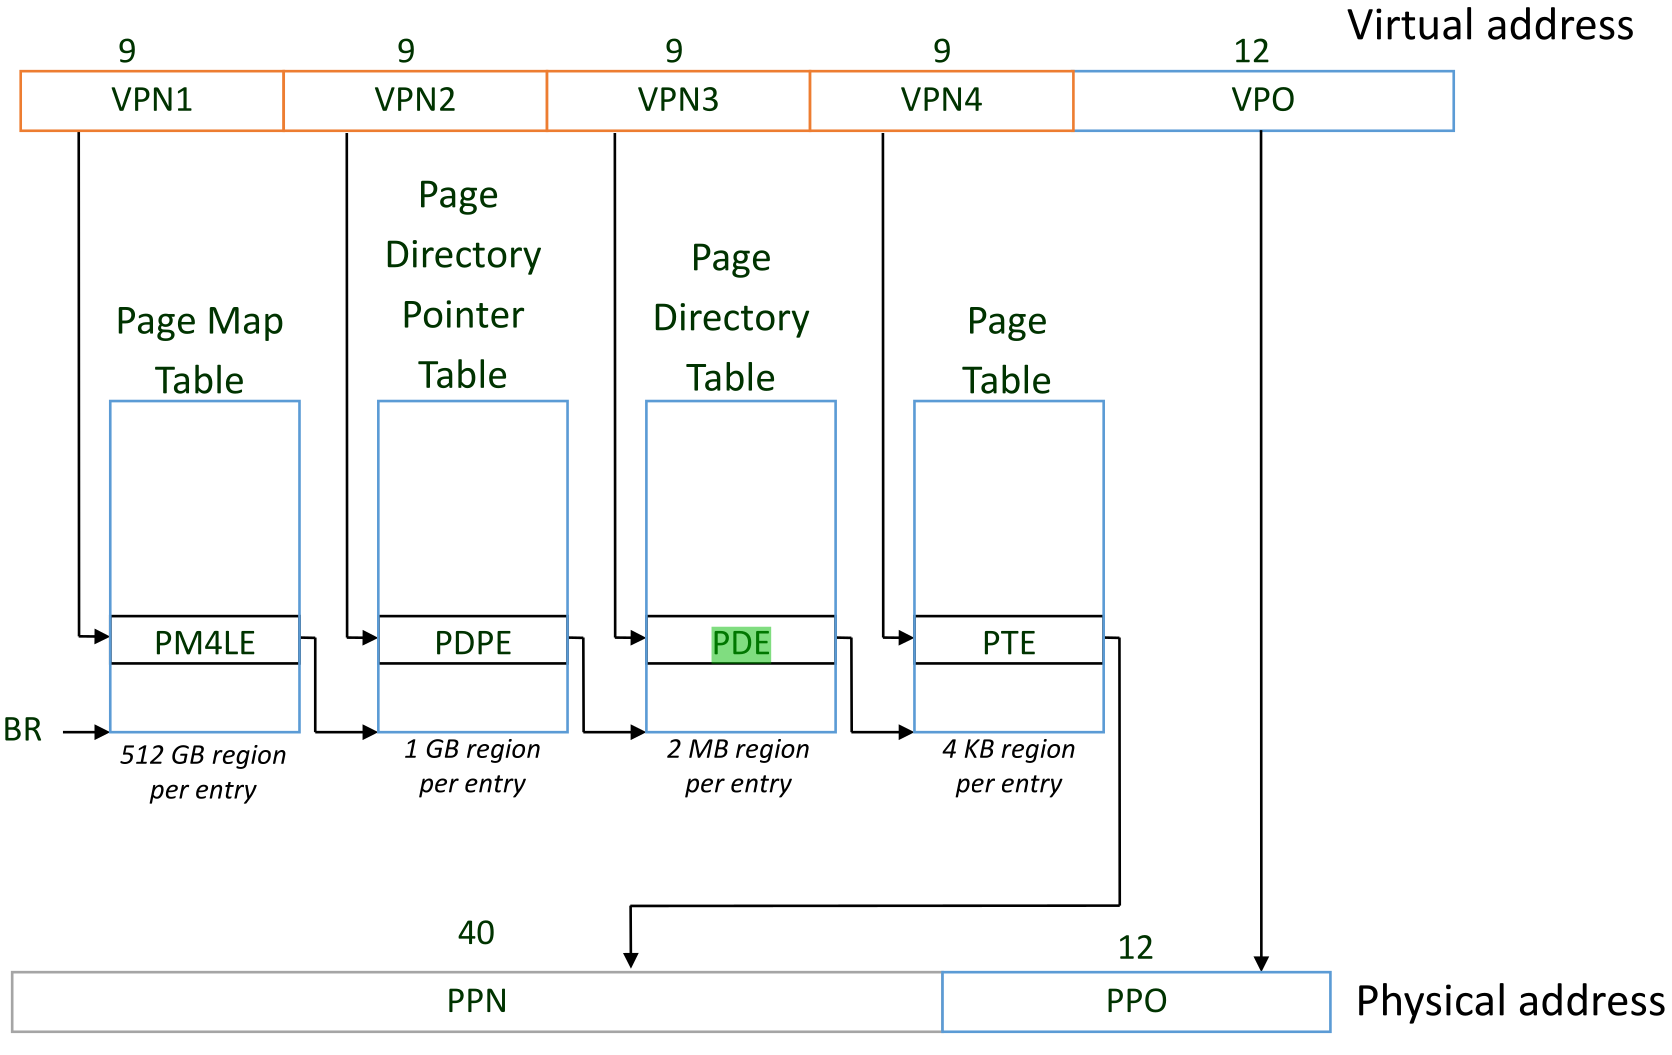 Virtual address
9 9 9 9 12
VPN1 VPN2 VPN3 VPN4 VPO
Page Map
Table
Page
Directory
Pointer
Table
Page
Directory
Table
Page
Table
PM4LE PDPE PDE PTE
BR
512 GB region
per entry
1 GB region
per entry
2 MB region
per entry
4 KB region
per entry
40 12
PPN PPO
Physical address